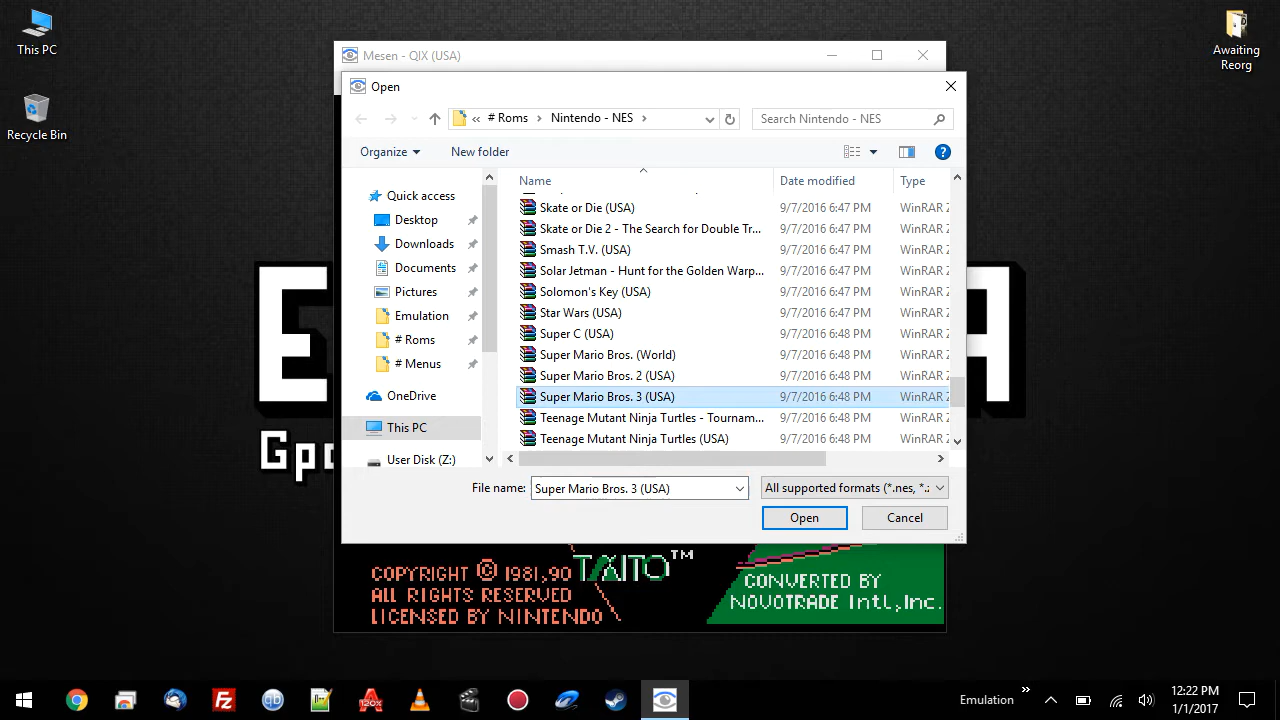 This PC
Recycle Bin
Awaiting
Reorg
Mesen - QIX (USA)
Open
« # Roms > Nintendo - NES >
Search Nintendo - NES
Organize
New folder
Quick access
Desktop
Downloads
Documents
Pictures
Emulation
# Roms
# Menus
OneDrive
This PC
User Disk (Z:)
Name Date modified Type
Skate or Die (USA) 9/7/2016 6:47 PM WinRAR Z
Skate or Die 2 - The Search for Double Tr... 9/7/2016 6:47 PM WinRAR Z
Smash T.V. (USA) 9/7/2016 6:47 PM WinRAR Z
Solar Jetman - Hunt for the Golden Warp... 9/7/2016 6:47 PM WinRAR Z
Solomon's Key (USA) 9/7/2016 6:47 PM WinRAR Z
Star Wars (USA) 9/7/2016 6:47 PM WinRAR Z
Super C (USA) 9/7/2016 6:48 PM WinRAR Z
Super Mario Bros. (World) 9/7/2016 6:48 PM WinRAR Z
Super Mario Bros. 2 (USA) 9/7/2016 6:48 PM WinRAR Z
Super Mario Bros. 3 (USA) 9/7/2016 6:48 PM WinRAR Z
Teenage Mutant Ninja Turtles - Tournam... 9/7/2016 6:48 PM WinRAR Z
Teenage Mutant Ninja Turtles (USA) 9/7/2016 6:48 PM WinRAR Z
File name: Super Mario Bros. 3 (USA)
All supported formats (*.nes, *.z
Open
Cancel
COPYRIGHT © 1981,90 TAITO™
ALL RIGHTS RESERVED
LICENSED BY NINTENDO
CONVERTED BY
NOVOTRADE Intl,Inc.
120%
Emulation
12:22 PM
1/1/2017